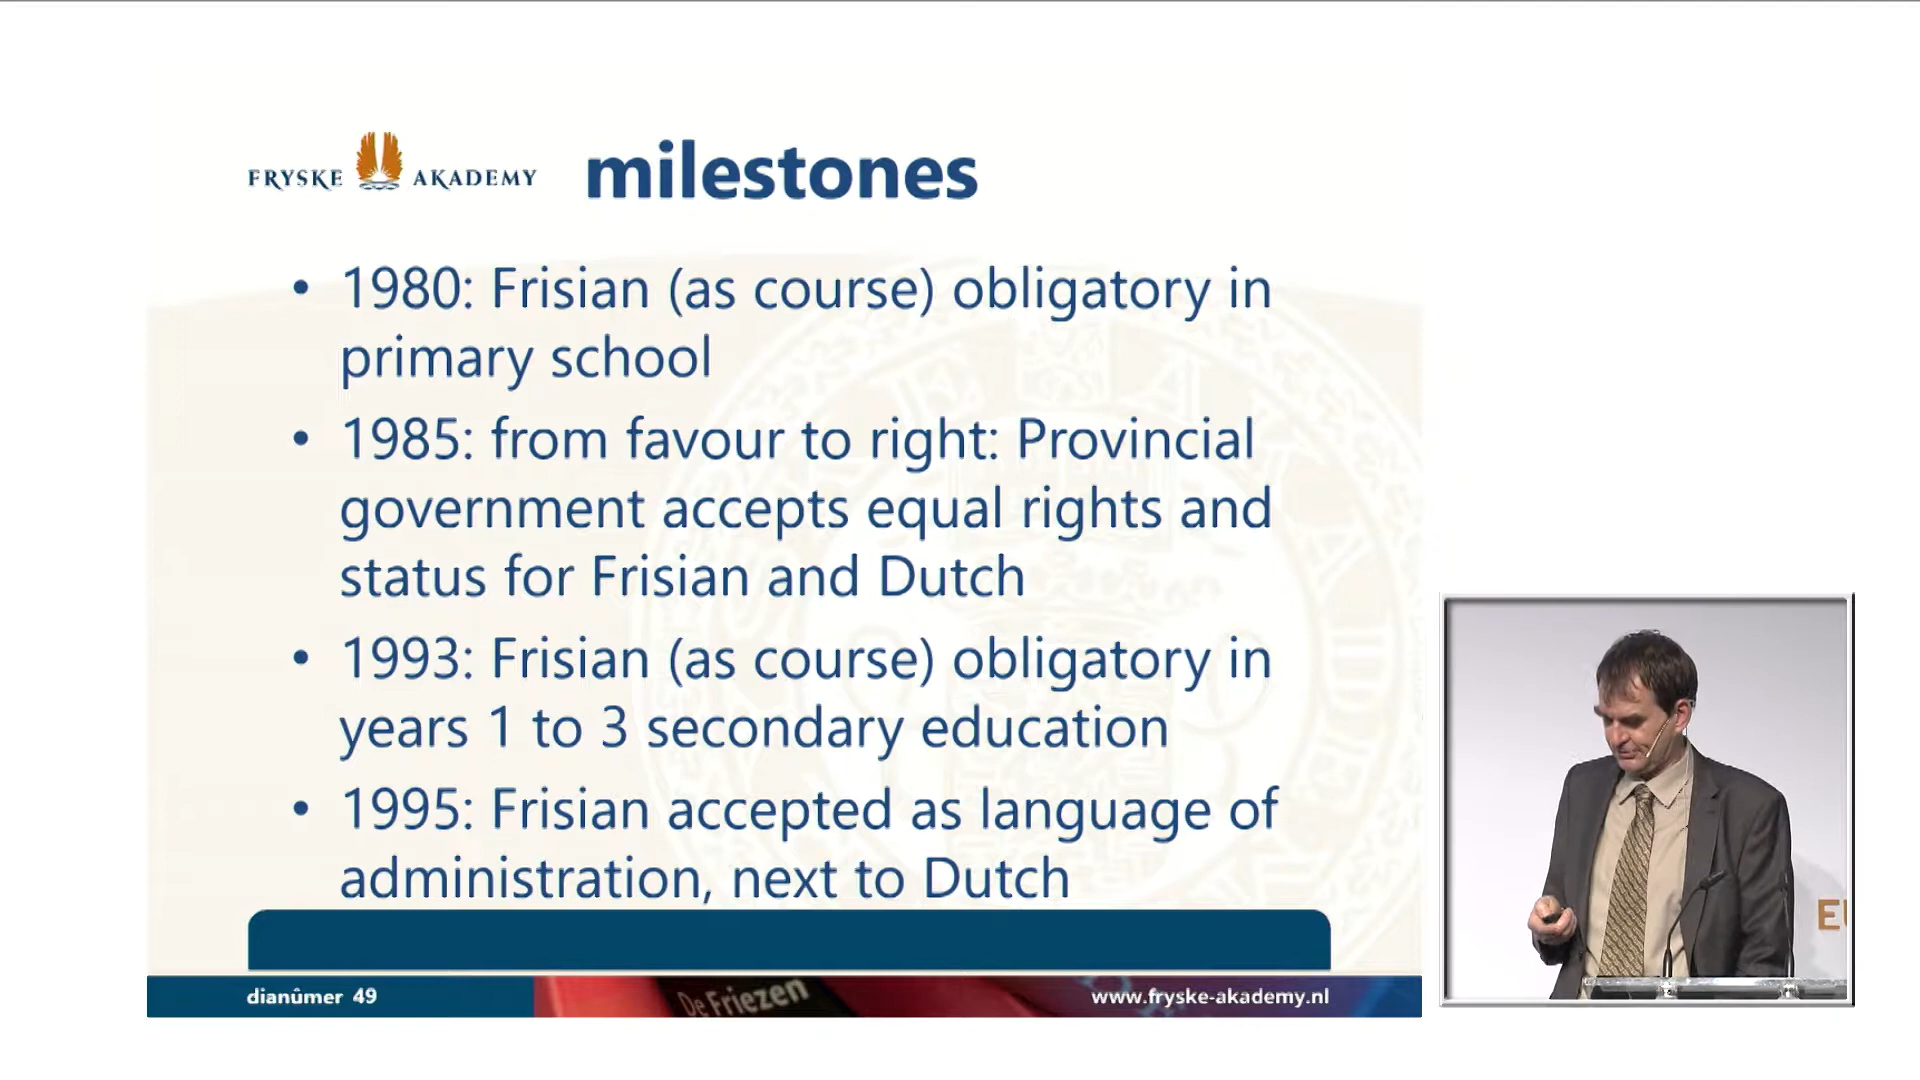 FRYSKE AKADEMY
milestones
• 1980: Frisian (as course) obligatory in
primary school
• 1985: from favour to right: Provincial
government accepts equal rights and
status for Frisian and Dutch
• 1993: Frisian (as course) obligatory in
years 1 to 3 secondary education
• 1995: Frisian accepted as language of
administration, next to Dutch
dianûmer 49
De Friezen
www.fryske-akademy.nl